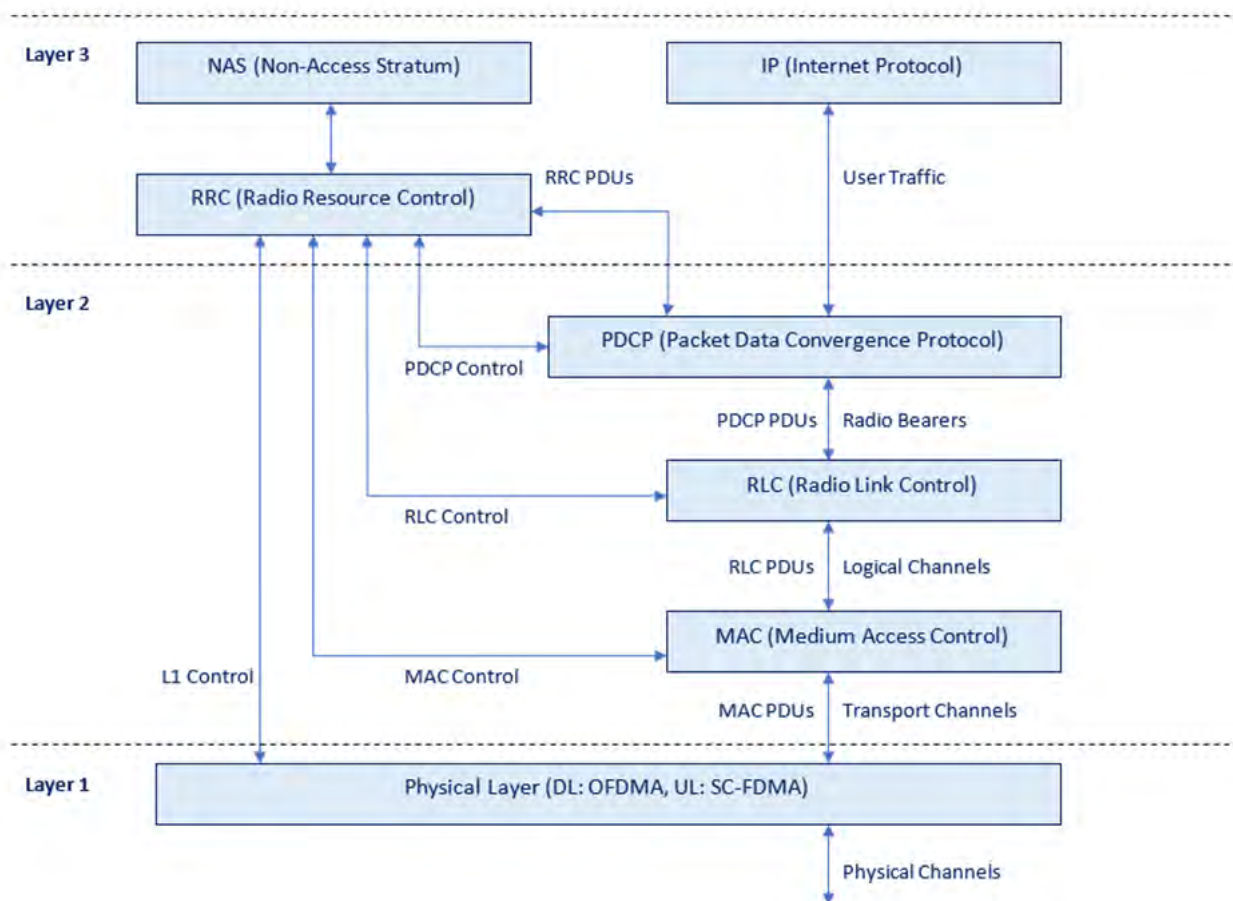 Layer 3
NAS (Non-Access Stratum)
IP (Internet Protocol)
RRC PDUs
User Traffic
RRC (Radio Resource Control)
Layer 2
PDCP (Packet Data Convergence Protocol)
PDCP Control
PDCP PDUs
Radio Bearers
RLC (Radio Link Control)
RLC Control
RLC PDUs
Logical Channels
MAC (Medium Access Control)
L1 Control
MAC Control
MAC PDUs
Transport Channels
Layer 1
Physical Layer (DL: OFDMA, UL: SC-FDMA)
Physical Channels